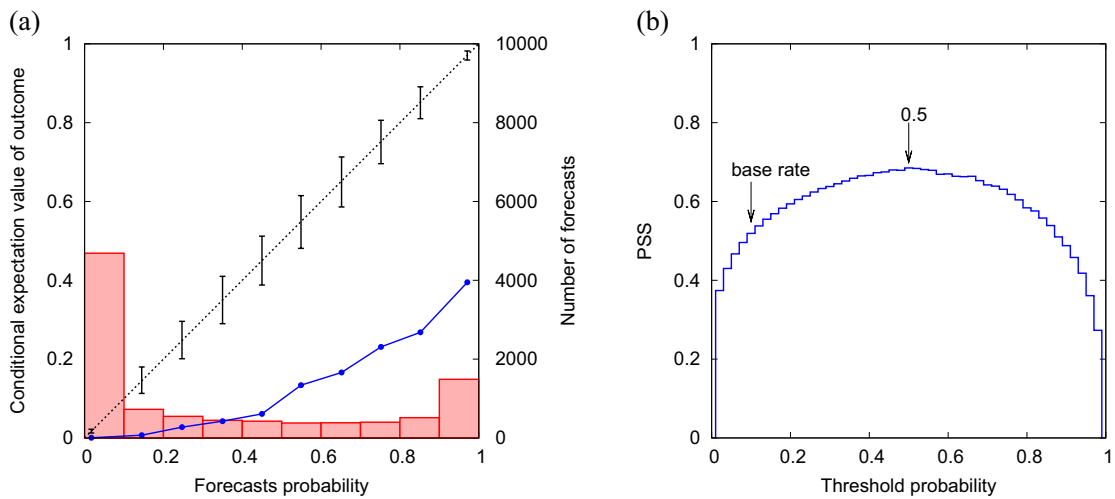 (a)
Conditional expectation value of outcome
1
0.8
0.6
0.4
0.2
0
0 0.2 0.4 0.6 0.8 1
Forecasts probability
10000
8000
6000
4000
2000
0
Number of forecasts
(b)
PSS
1
0.8
0.6
0.4
0.2
0
0.5
base rate
0 0.2 0.4 0.6 0.8 1
Threshold probability